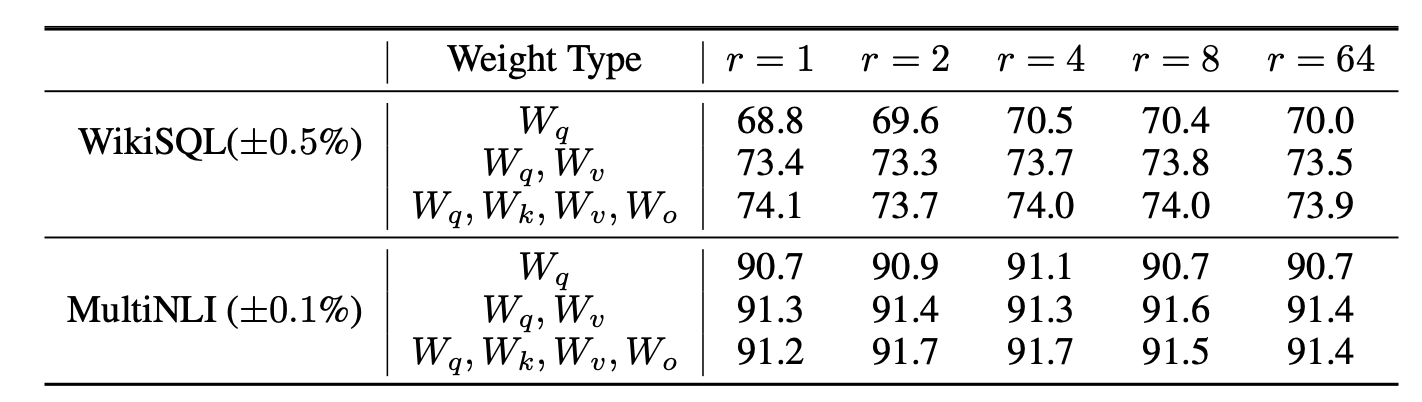 Weight Type r = 1 r = 2 r = 4 r = 8 r = 64
WikiSQL(±0.5%) W_q 68.8 69.6 70.5 70.4 70.0
W_q, W_v 73.4 73.3 73.7 73.8 73.5
W_q, W_k, W_v, W_o 74.1 73.7 74.0 74.0 73.9
W_q 90.7 90.9 91.1 90.7 90.7
MultiNLI (±0.1%) W_q, W_v 91.3 91.4 91.3 91.6 91.4
W_q, W_k, W_v, W_o 91.2 91.7 91.7 91.5 91.4